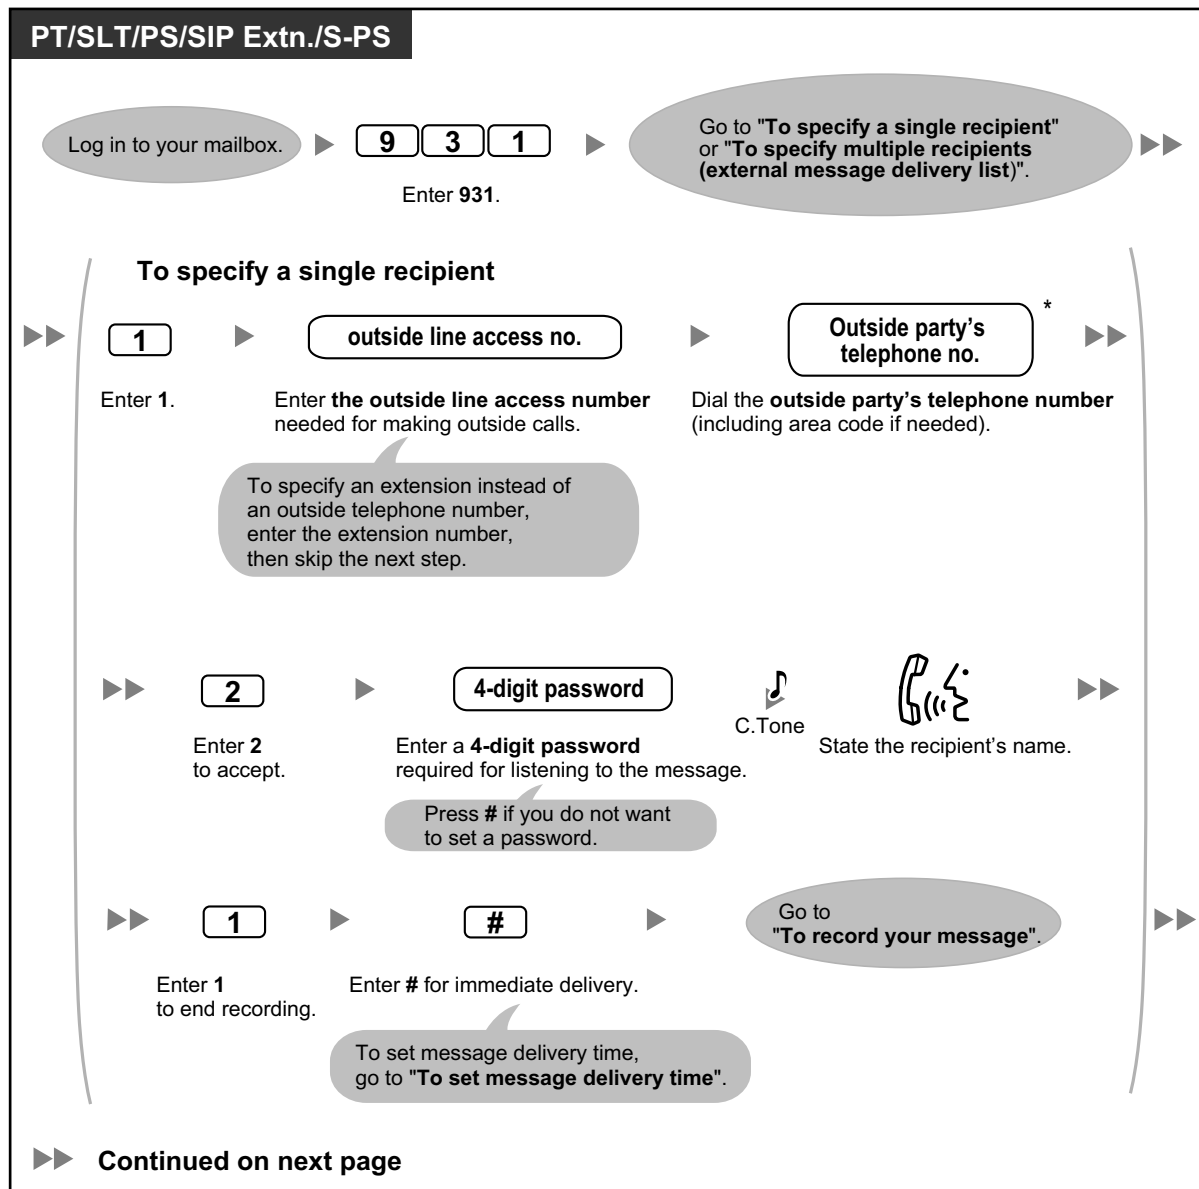 PT/SLT/PS/SIP Extn./S-PS
Log in to your mailbox.
9 3 1
Enter 931.
Go to "To specify a single recipient"
or "To specify multiple recipients
(external message delivery list)".
To specify a single recipient
1
Enter 1.
outside line access no.
Enter the outside line access number
needed for making outside calls.
To specify an extension instead of
an outside telephone number,
enter the extension number,
then skip the next step.
Outside party's
telephone no.
*
Dial the outside party's telephone number
(including area code if needed).
2
Enter 2
to accept.
4-digit password
Enter a 4-digit password
required for listening to the message.
Press # if you do not want
to set a password.
C.Tone
State the recipient's name.
1
Enter 1
to end recording.
#
Enter # for immediate delivery.
To set message delivery time,
go to "To set message delivery time".
Go to
"To record your message".
Continued on next page